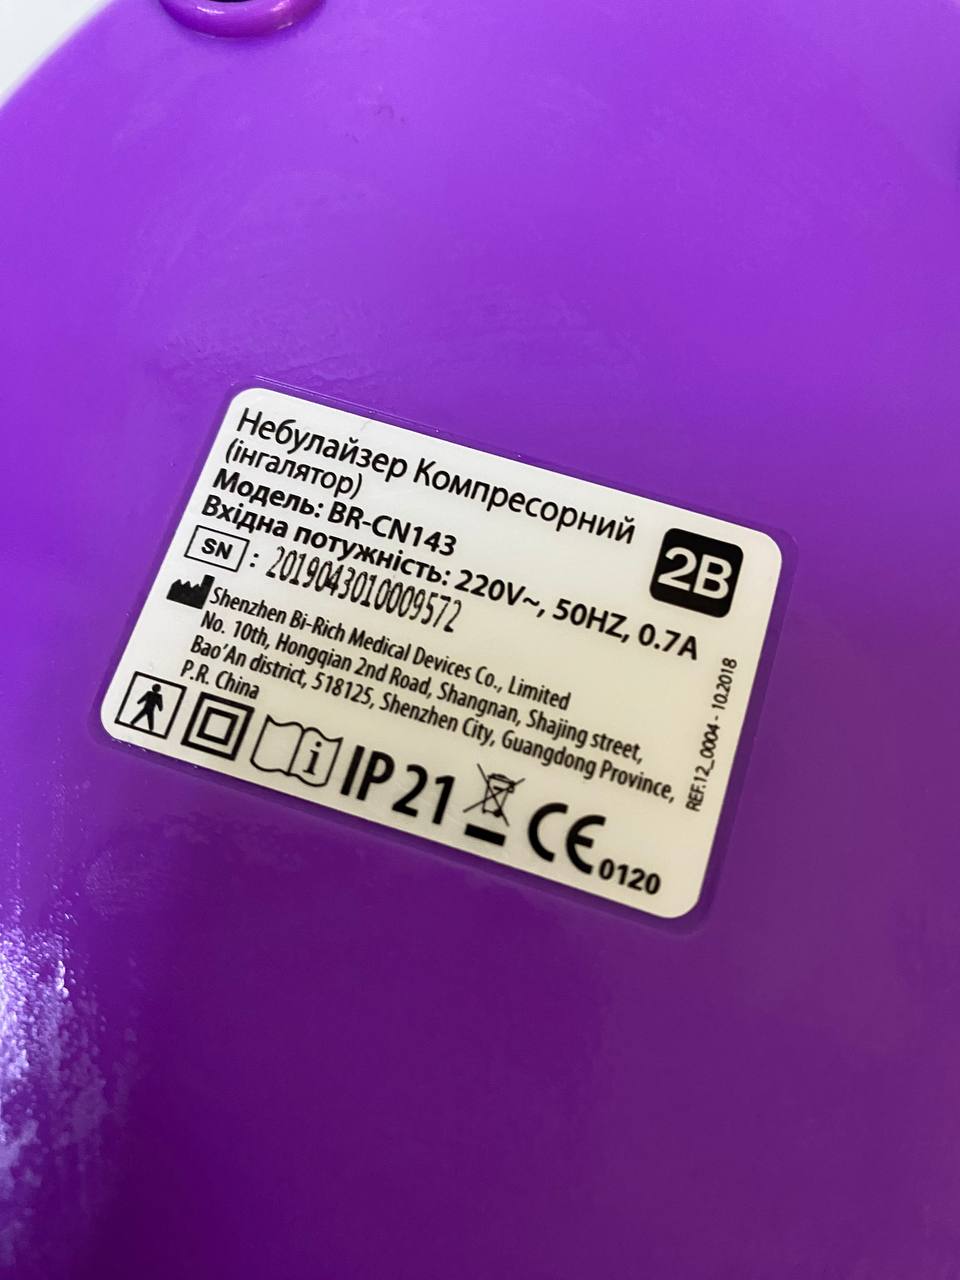 Небулайзер Компресорний
(інгалятор)
Модель: BR-CN143
Вхідна потужність: 220V~, 50HZ, 0.7A
SN : 2019043010009572
2B
Shenzhen Bi-Rich Medical Devices Co., Limited
No. 10th, Hongqian 2nd Road, Shangnan, Shajing street,
Bao'An district, 518125, Shenzhen City, Guangdong Province,
P.R. China
REF.12_0004 - 10.2018
i IP21 CE 0120